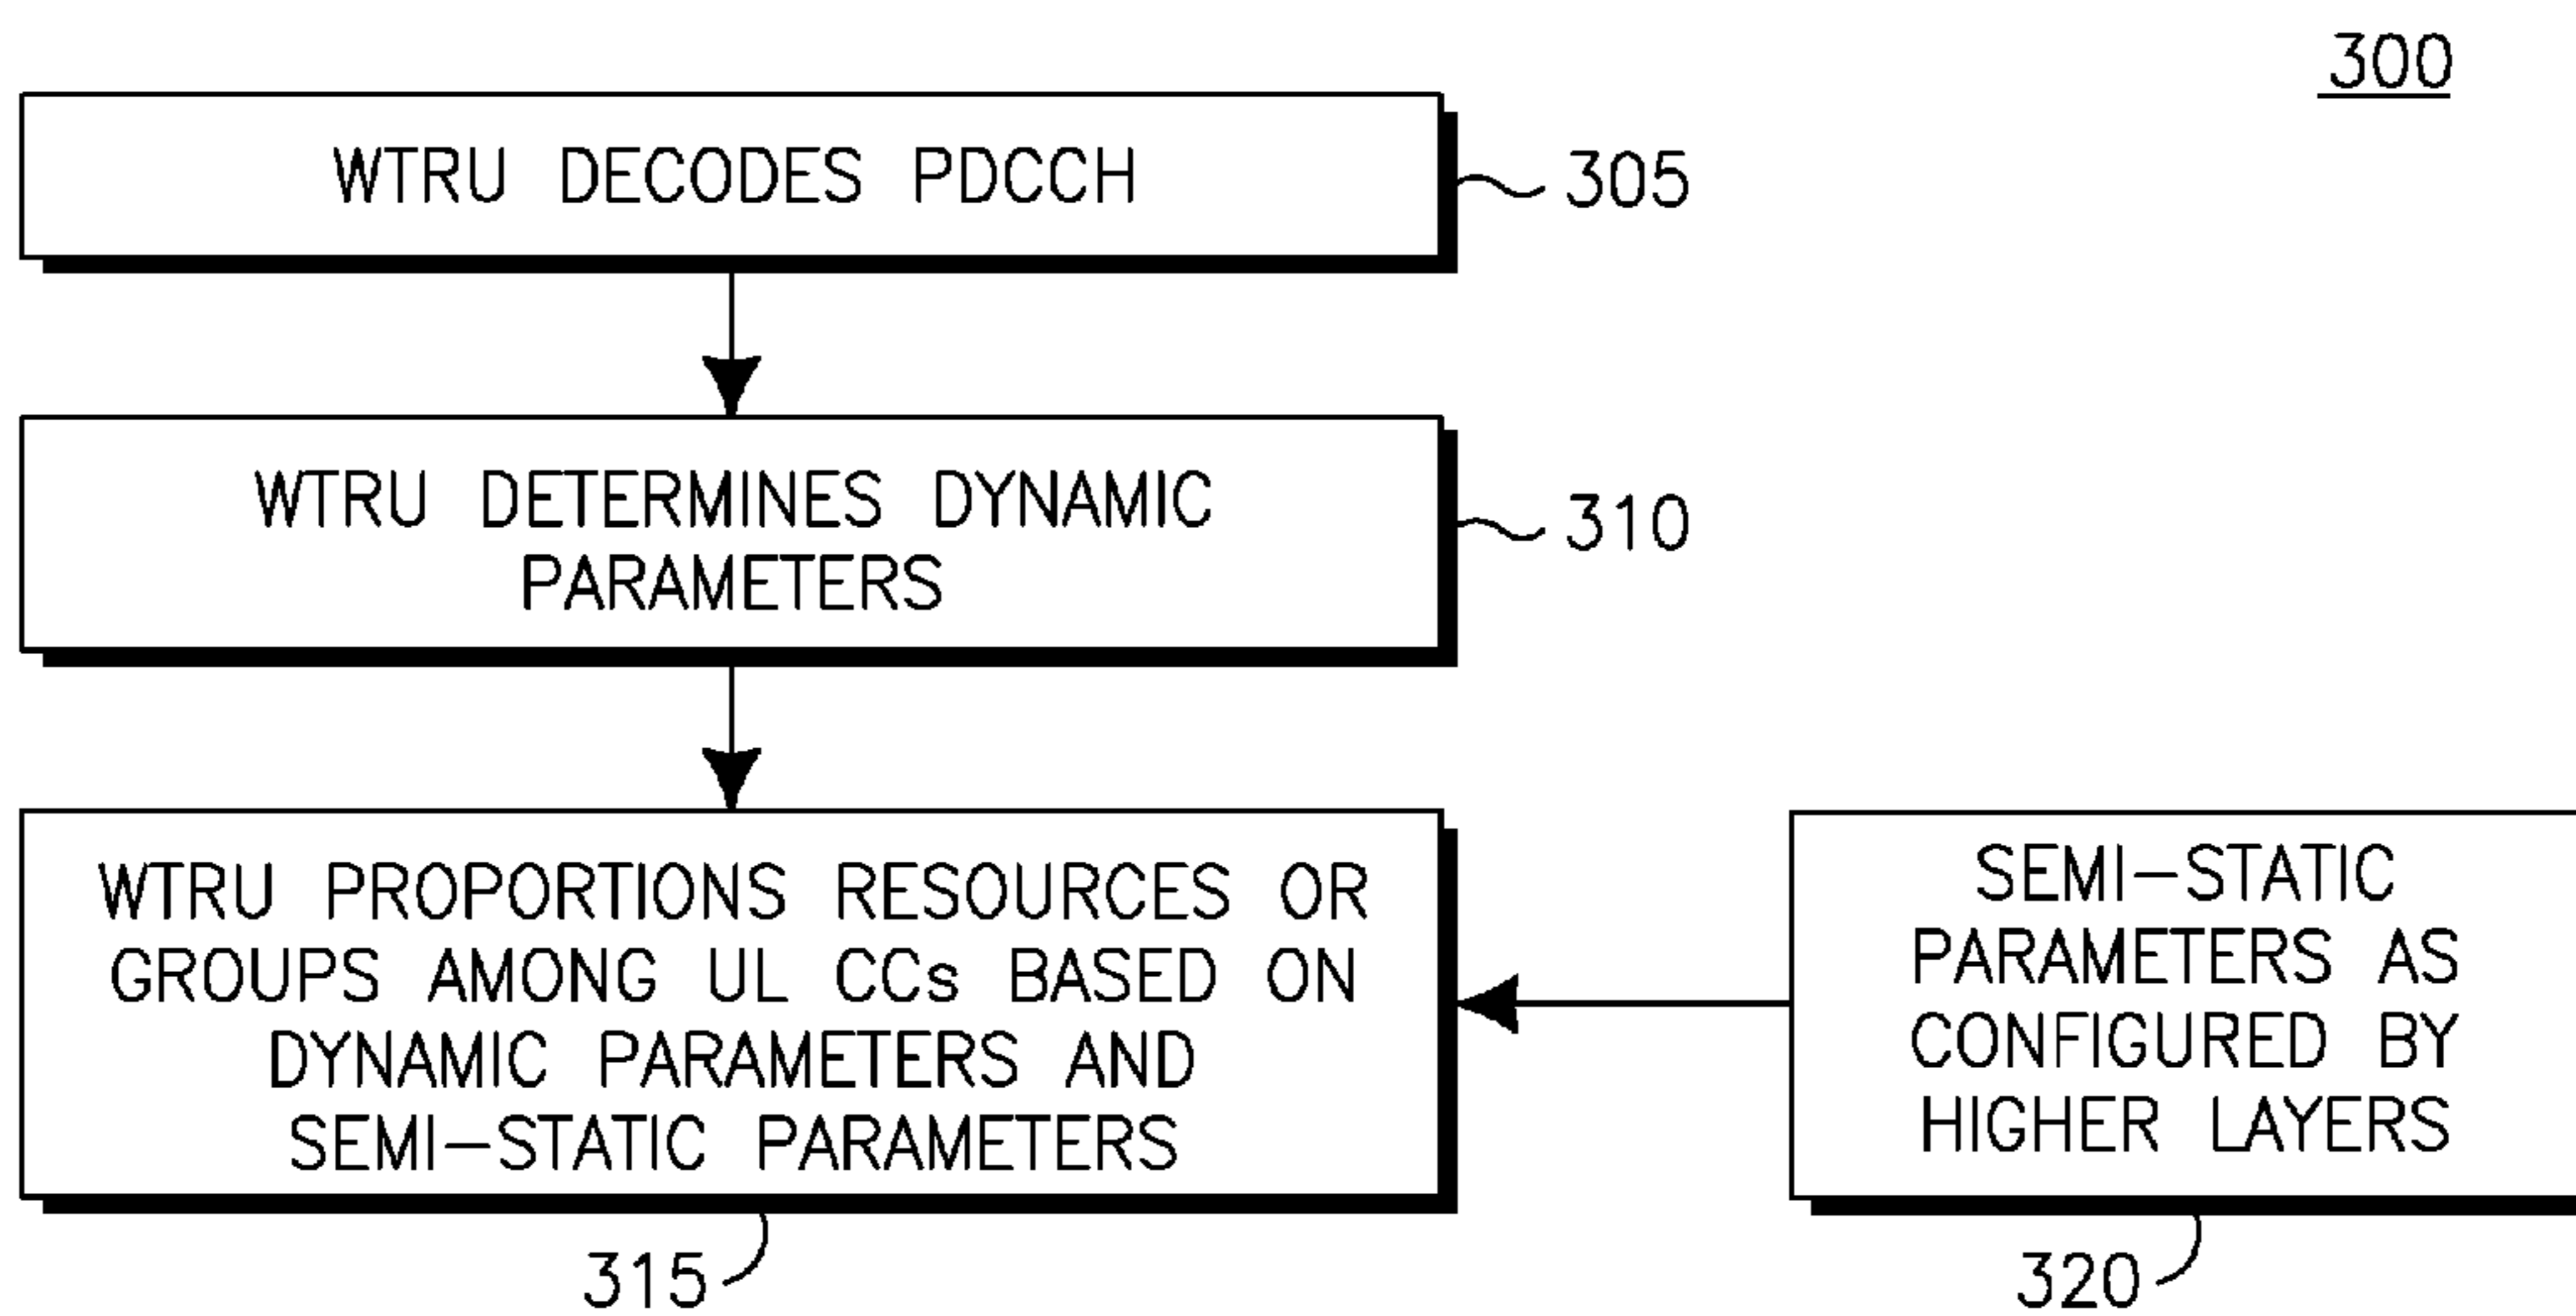 300
WTRU DECODES PDCCH
305
WTRU DETERMINES DYNAMIC
PARAMETERS
310
WTRU PROPORTIONS RESOURCES OR
GROUPS AMONG UL CCs BASED ON
DYNAMIC PARAMETERS AND
SEMI-STATIC PARAMETERS
315
SEMI-STATIC
PARAMETERS AS
CONFIGURED BY
HIGHER LAYERS
320